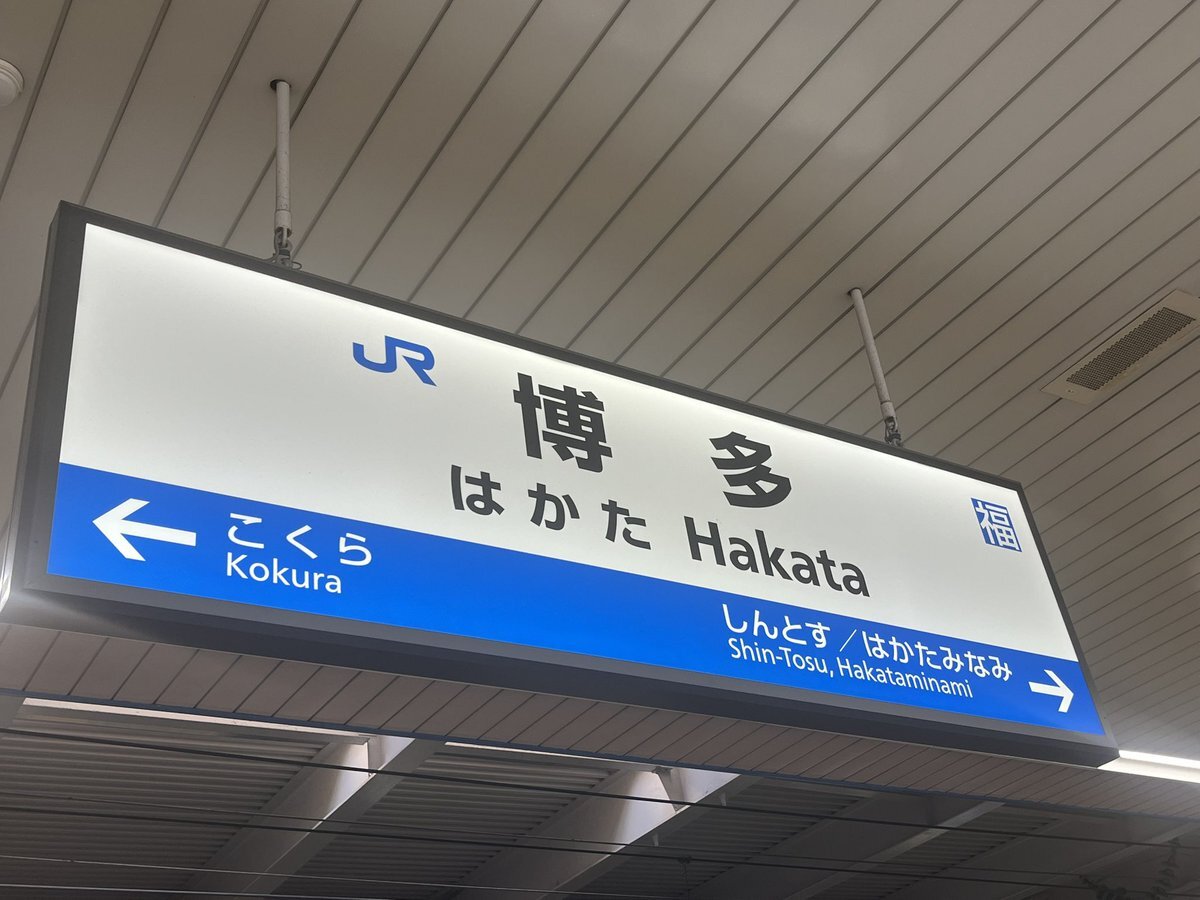 JR
博多
はかた Hakata
福
← こくら
Kokura
しんとす／はかたみなみ →
Shin-Tosu, Hakataminami